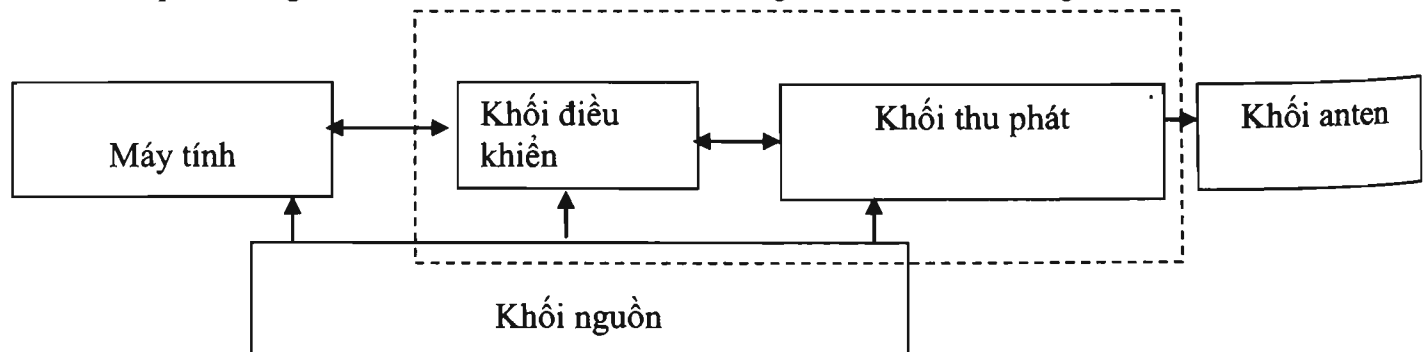 Máy tính
Khối điều
khiển
Khối thu phát
Khối anten
Khối nguồn